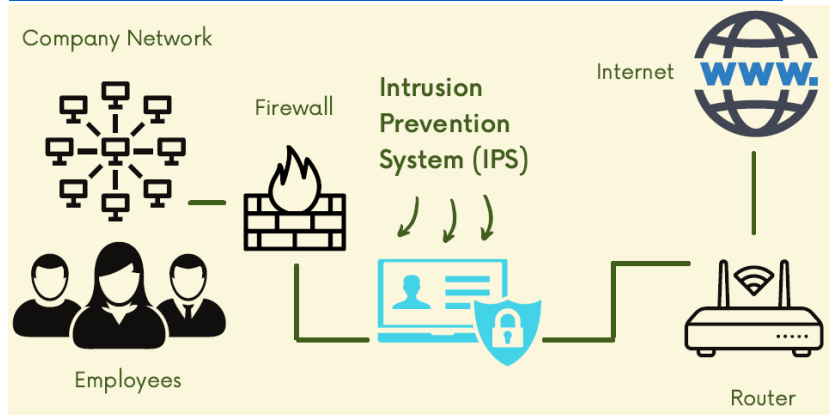 Company Network
Internet
www.
Firewall
Intrusion
Prevention
System (IPS)
Employees
Router